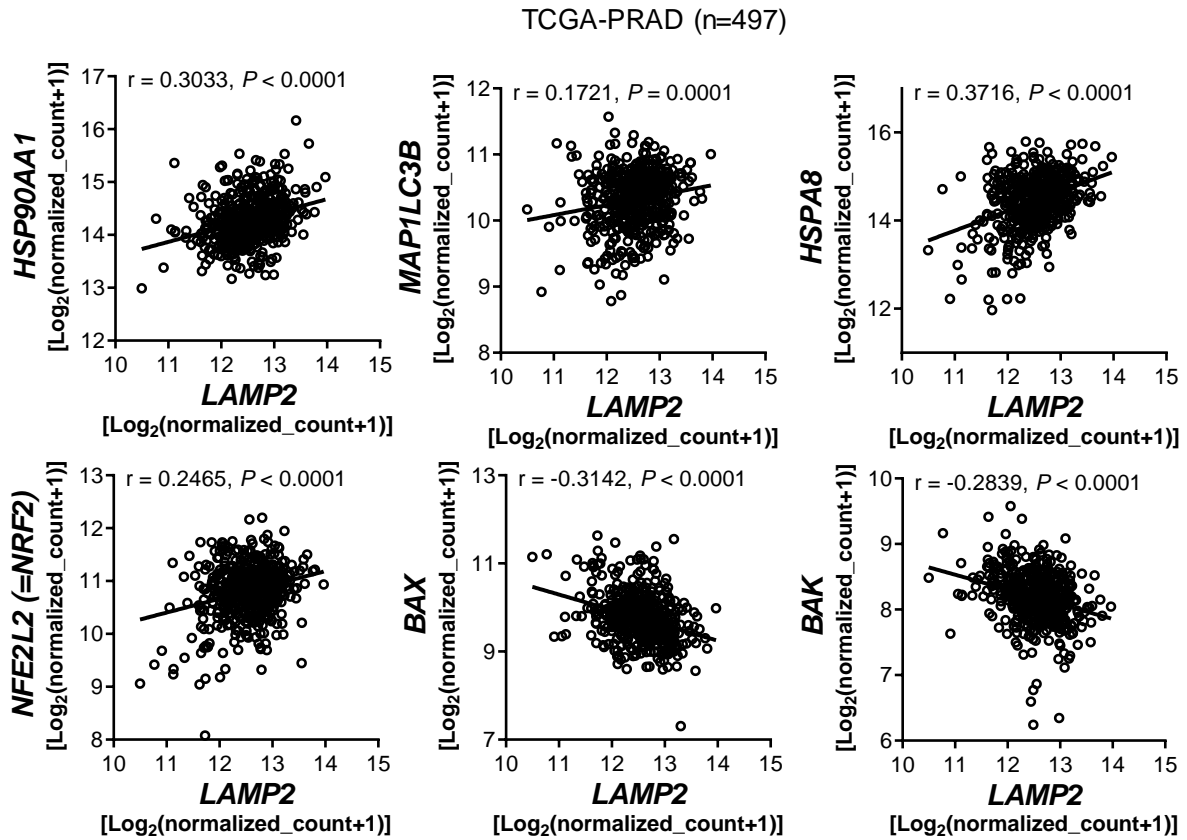 TCGA-PRAD (n=497)
HSP90AA1
[Log2(normalized_count+1)]
r = 0.3033, P < 0.0001
17
16
15
14
13
12
10 11 12 13 14 15
LAMP2
[Log2(normalized_count+1)]
MAP1LC3B
[Log2(normalized_count+1)]
r = 0.1721, P = 0.0001
12
11
10
9
8
10 11 12 13 14 15
LAMP2
[Log2(normalized_count+1)]
HSPA8
[Log2(normalized_count+1)]
r = 0.3716, P < 0.0001
16
14
12
10 11 12 13 14 15
LAMP2
[Log2(normalized_count+1)]
NFE2L2 (=NRF2)
[Log2(normalized_count+1)]
r = 0.2465, P < 0.0001
13
12
11
10
9
8
10 11 12 13 14 15
LAMP2
[Log2(normalized_count+1)]
BAX
[Log2(normalized_count+1)]
r = -0.3142, P < 0.0001
13
11
9
7
10 11 12 13 14 15
LAMP2
[Log2(normalized_count+1)]
BAK
[Log2(normalized_count+1)]
r = -0.2839, P < 0.0001
10
9
8
7
6
10 11 12 13 14 15
LAMP2
[Log2(normalized_count+1)]